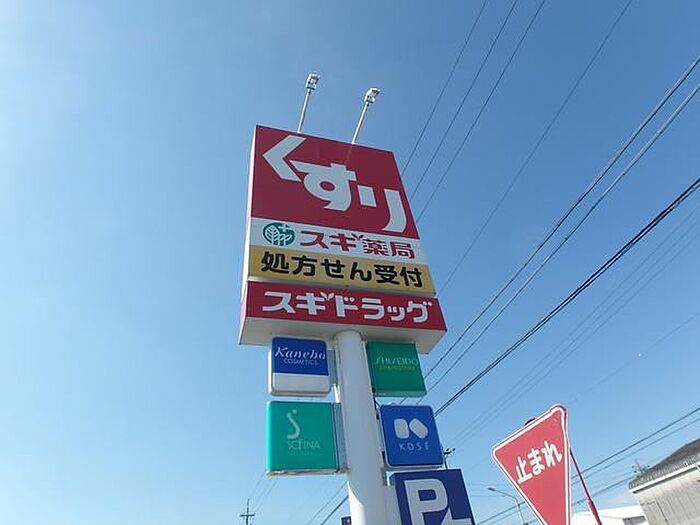 くすり
スギ薬局
処方せん受付
スギドラッグ
Kanebo
COSMETICS
SHISEIDO
SOFINA
KOSÉ
P
止まれ